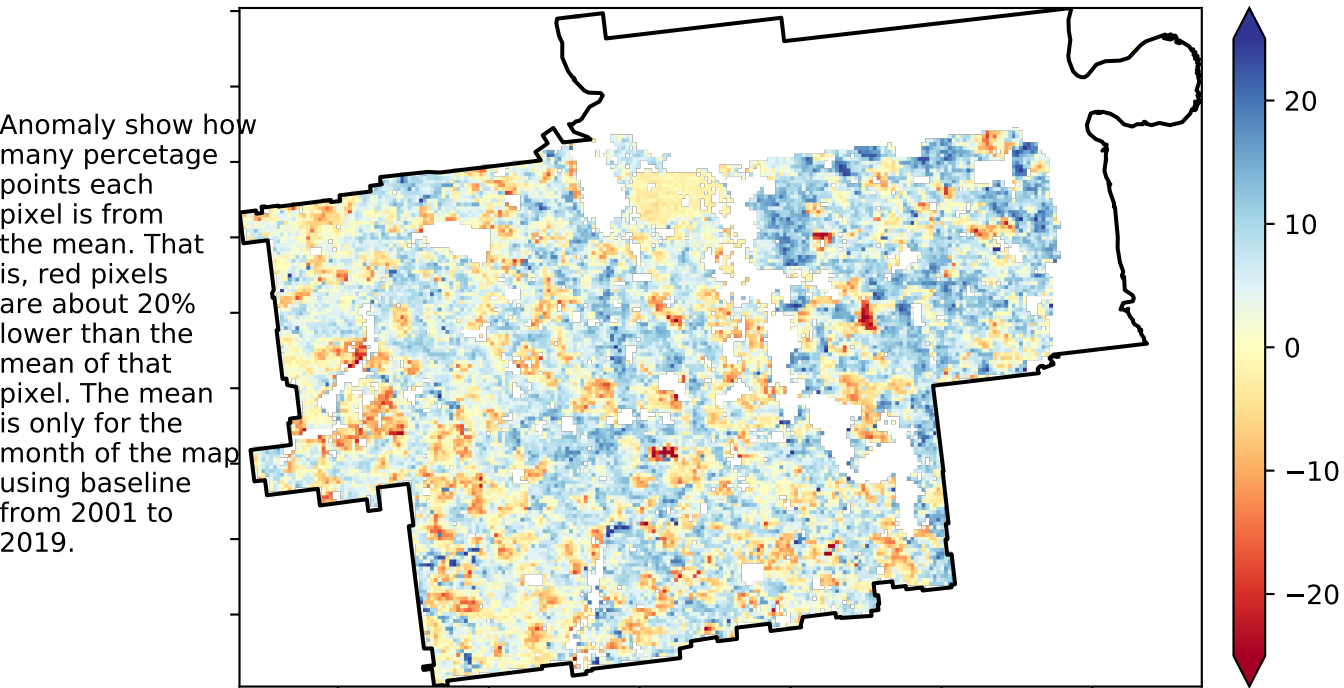 Anomaly show how
many percetage
points each
pixel is from
the mean. That
is, red pixels
are about 20%
lower than the
mean of that
pixel. The mean
is only for the
month of the map
using baseline
from 2001 to
2019.
20
10
0
−10
−20